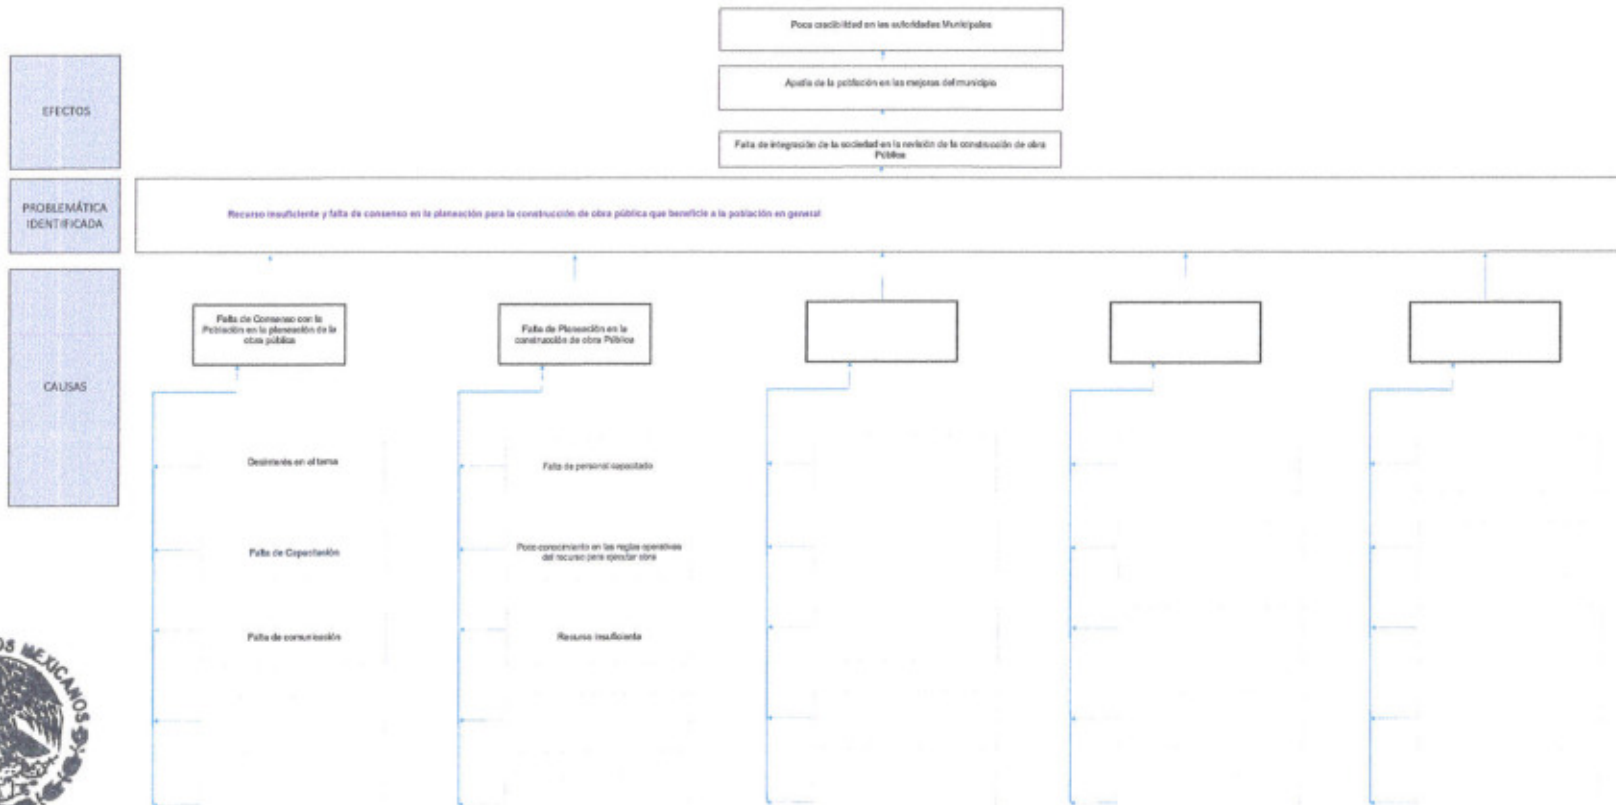 Poca credibilidad en las autoridades Municipales
EFECTOS
Apatía de la población en las mejoras del municipio
Falta de integración de la sociedad en la revisión de la construcción de obra
Pública
PROBLEMÁTICA
IDENTIFICADA
Recurso insuficiente y falta de consenso en la planeación para la construcción de obra pública que beneficie a la población en general
CAUSAS
Falta de Consenso con la
Población en la planeación de la
obra pública
Falta de Planeación en la
construcción de obra Pública
Desinterés en el tema
Falta de personal capacitado
Falta de Capacitación
Poco conocimiento en las reglas operativas
del recurso para ejecutar obra
Falta de comunicación
Recurso insuficiente
OS MEXICANOS